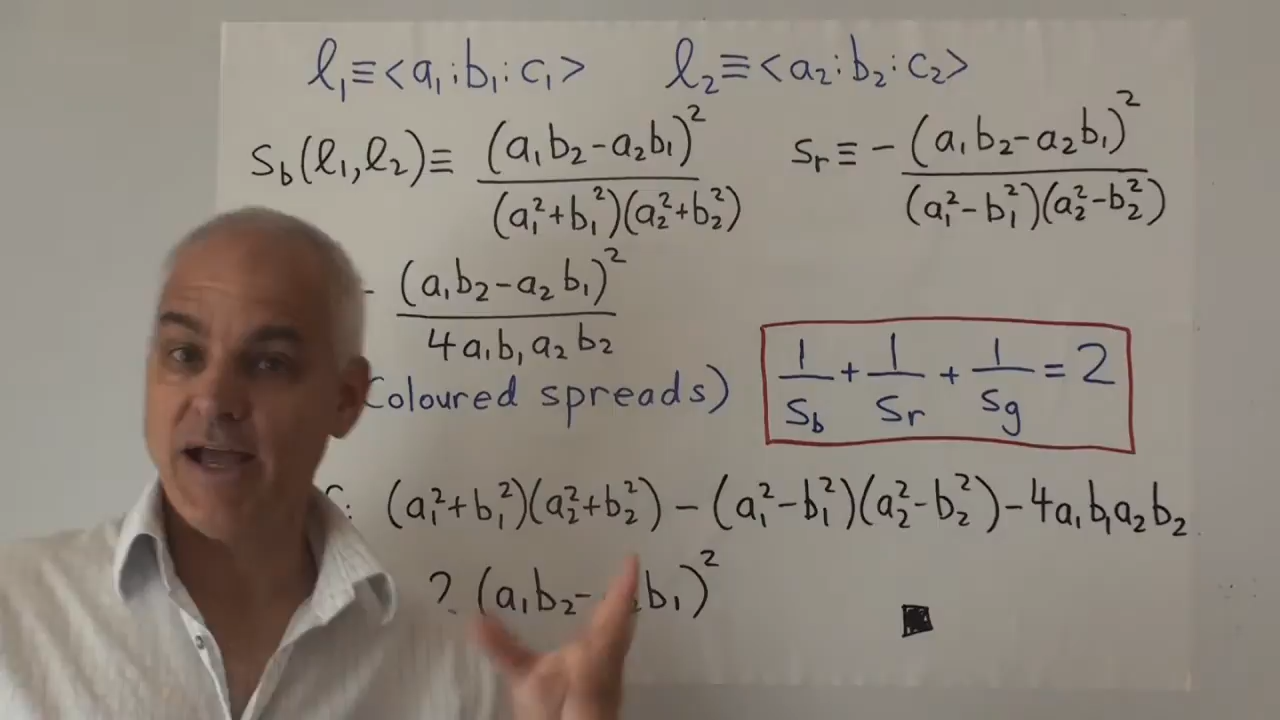 ℓ₁≡<a₁:b₁:c₁> ℓ₂≡<a₂:b₂:c₂>
S_b(ℓ₁,ℓ₂)≡ (a₁b₂-a₂b₁)² / (a₁²+b₁²)(a₂²+b₂²)
S_r≡ -(a₁b₂-a₂b₁)² / (a₁²-b₁²)(a₂²-b₂²)
- (a₁b₂-a₂b₁)² / 4a₁b₁a₂b₂
Coloured spreads)
1/S_b + 1/S_r + 1/S_g = 2
: (a₁²+b₁²)(a₂²+b₂²) - (a₁²-b₁²)(a₂²-b₂²) - 4a₁b₁a₂b₂
2(a₁b₂- ₂b₁)²